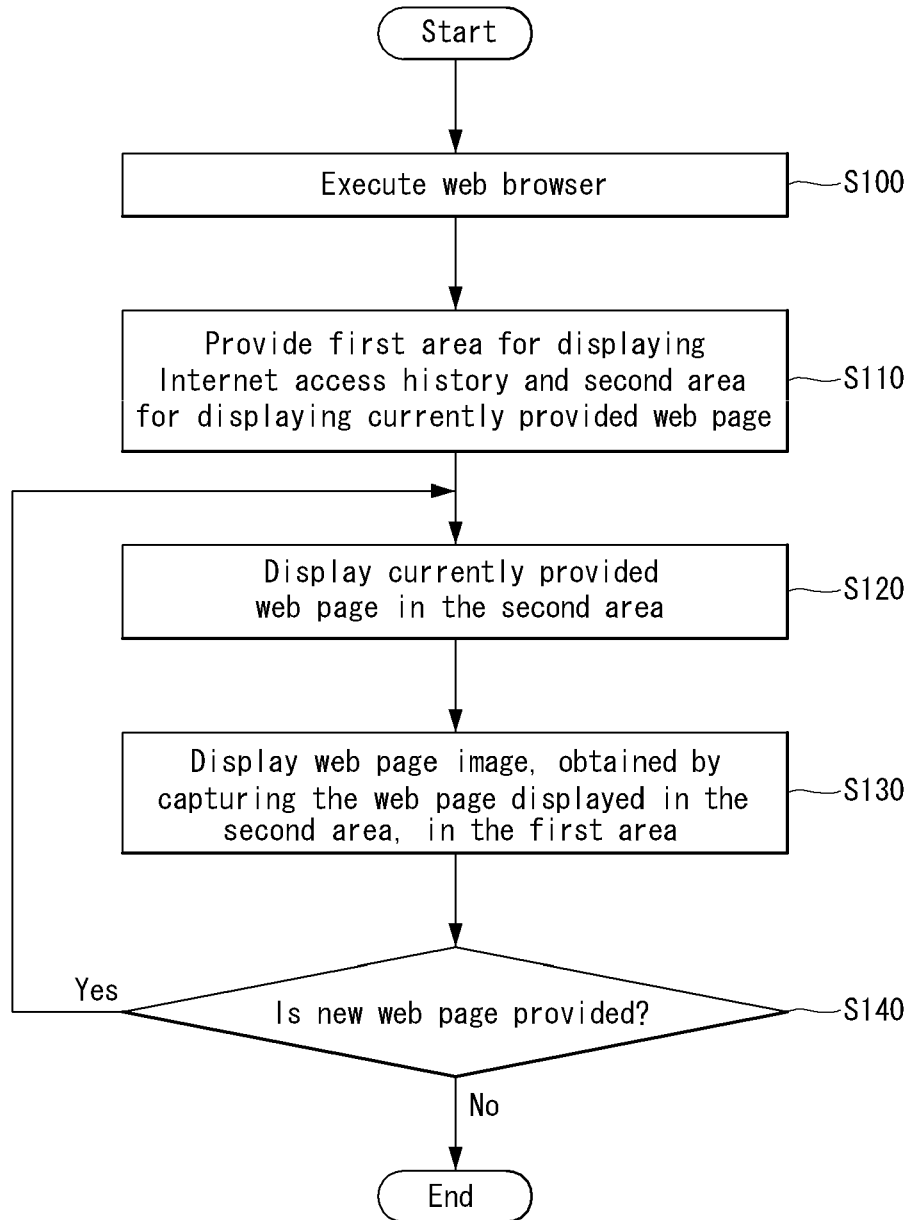 Start
Execute web browser
S100
Provide first area for displaying
Internet access history and second area
for displaying currently provided web page
S110
Display currently provided
web page in the second area
S120
Display web page image, obtained by
capturing the web page displayed in the
second area, in the first area
S130
Yes
Is new web page provided?
S140
No
End